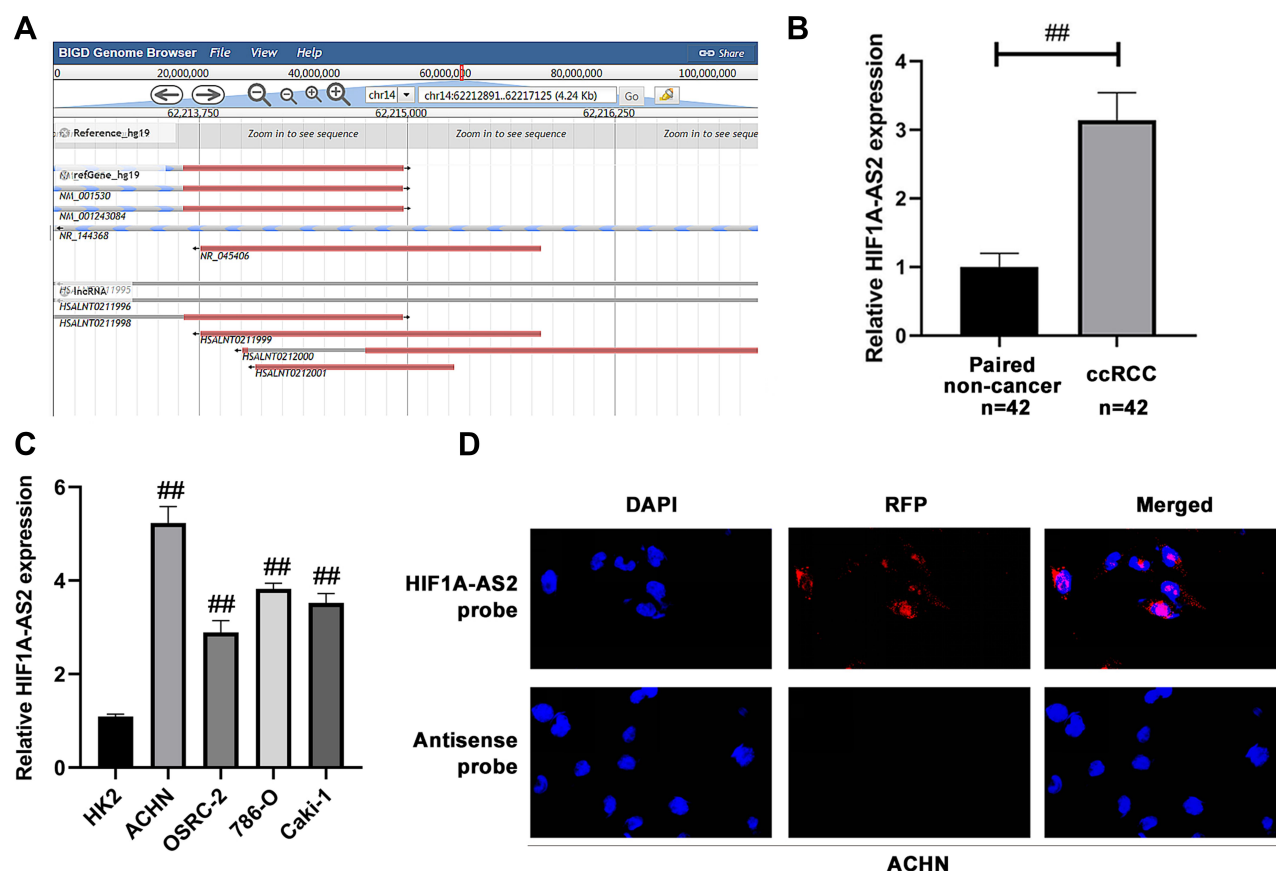 A
BIGD Genome Browser File View Help Share
0 20,000,000 40,000,000 60,000,000 80,000,000 100,000,000
chr14 chr14:62212891..62217125 (4.24 Kb) Go
62,213,750 62,215,000 62,216,250
Reference_hg19 Zoom in to see sequence Zoom in to see sequence Zoom in to see seque
refGene_hg19
NM_001530
NM_001243084
NR_144368
NR_045406
HSALNT0211995
lncRNA
HSALNT0211996
HSALNT0211998
HSALNT0211999
HSALNT0212000
HSALNT0212001
B
Relative HIF1A-AS2 expression
##
4
3
2
1
0
Paired
non-cancer
n=42
ccRCC
n=42
C
Relative HIF1A-AS2 expression
6
4
2
0
## ## ## ##
HK2 ACHN OSRC-2 786-O Caki-1
D
DAPI RFP Merged
HIF1A-AS2
probe
Antisense
probe
ACHN